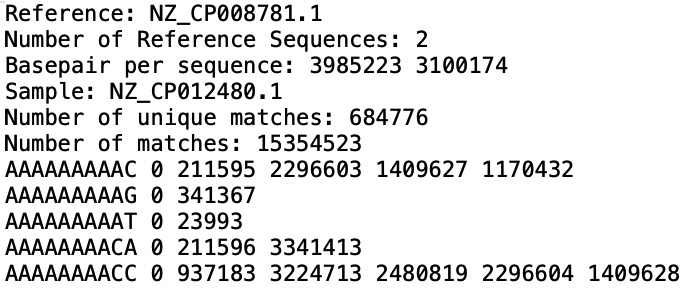 Reference: NZ_CP008781.1
Number of Reference Sequences: 2
Basepair per sequence: 3985223 3100174
Sample: NZ_CP012480.1
Number of unique matches: 684776
Number of matches: 15354523
AAAAAAAAAC 0 211595 2296603 1409627 1170432
AAAAAAAAAG 0 341367
AAAAAAAAAT 0 23993
AAAAAAAACA 0 211596 3341413
AAAAAAAACC 0 937183 3224713 2480819 2296604 1409628